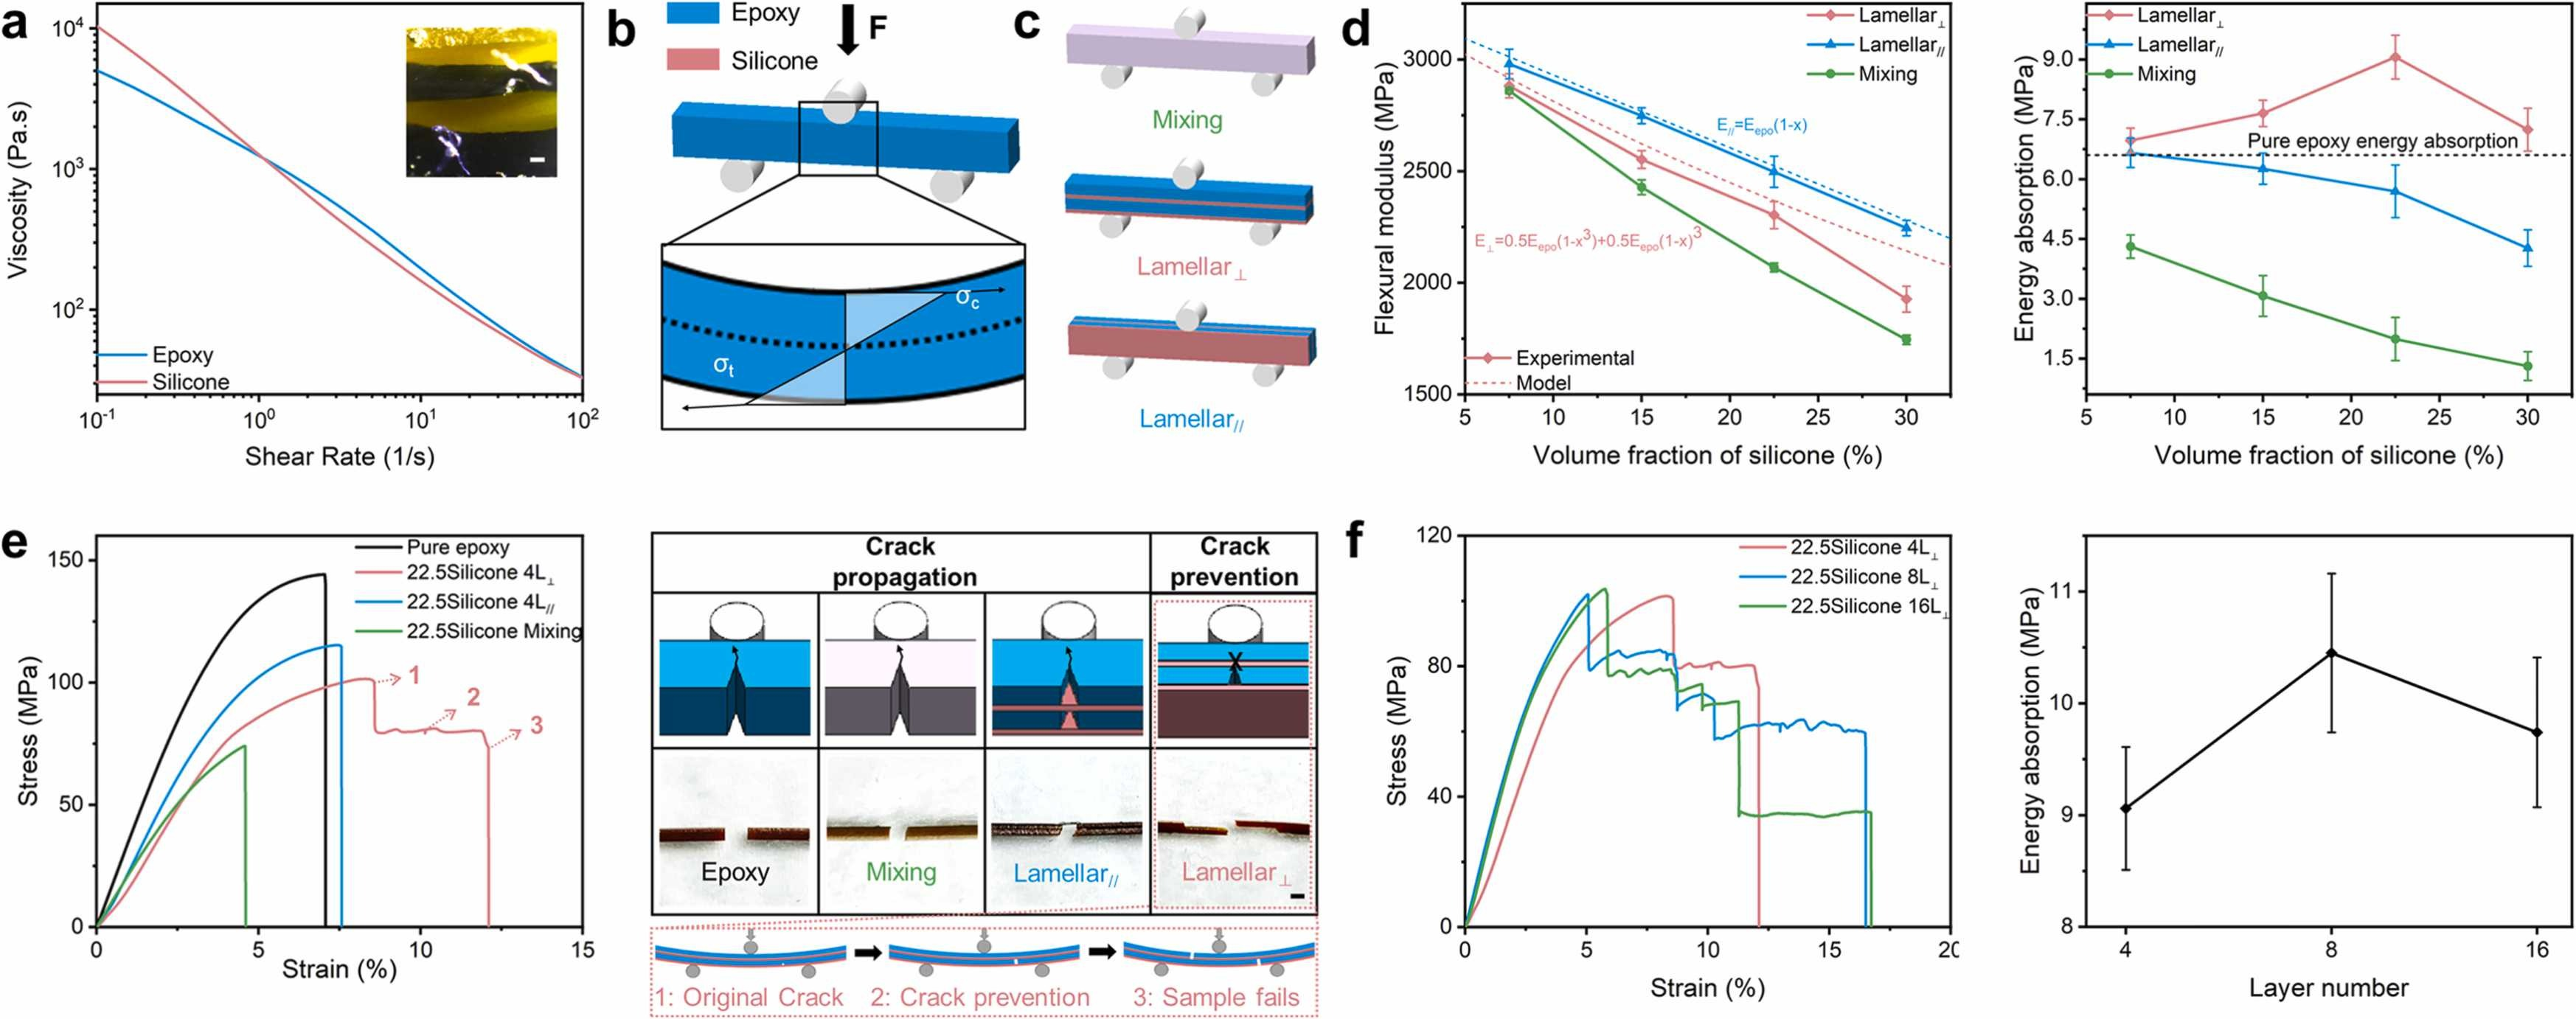 a
10⁴
10³
10²
Viscosity (Pa.s)
Epoxy
Silicone
10⁻¹
10⁰
10¹
10²
Shear Rate (1/s)
b
Epoxy
Silicone
F
σc
σt
c
Mixing
Lamellar⊥
Lamellar//
d
3000
2500
2000
1500
Flexural modulus (MPa)
Lamellar⊥
Lamellar//
Mixing
E//=Eepo(1-x)
E⊥=0.5Eepo(1-x³)+0.5Eepo(1-x)³
Experimental
Model
5
10
15
20
25
30
Volume fraction of silicone (%)
9.0
7.5
6.0
4.5
3.0
1.5
Energy absorption (MPa)
Lamellar⊥
Lamellar//
Mixing
Pure epoxy energy absorption
5
10
15
20
25
30
Volume fraction of silicone (%)
e
150
100
50
0
Stress (MPa)
Pure epoxy
22.5Silicone 4L⊥
22.5Silicone 4L//
22.5Silicone Mixing
1
2
3
0
5
10
15
Strain (%)
Crack propagation
Crack prevention
X
Epoxy
Mixing
Lamellar//
Lamellar⊥
1: Original Crack
2: Crack prevention
3: Sample fails
f
120
80
40
0
Stress (MPa)
22.5Silicone 4L⊥
22.5Silicone 8L⊥
22.5Silicone 16L⊥
0
5
10
15
20
Strain (%)
11
10
9
8
Energy absorption (MPa)
4
8
16
Layer number